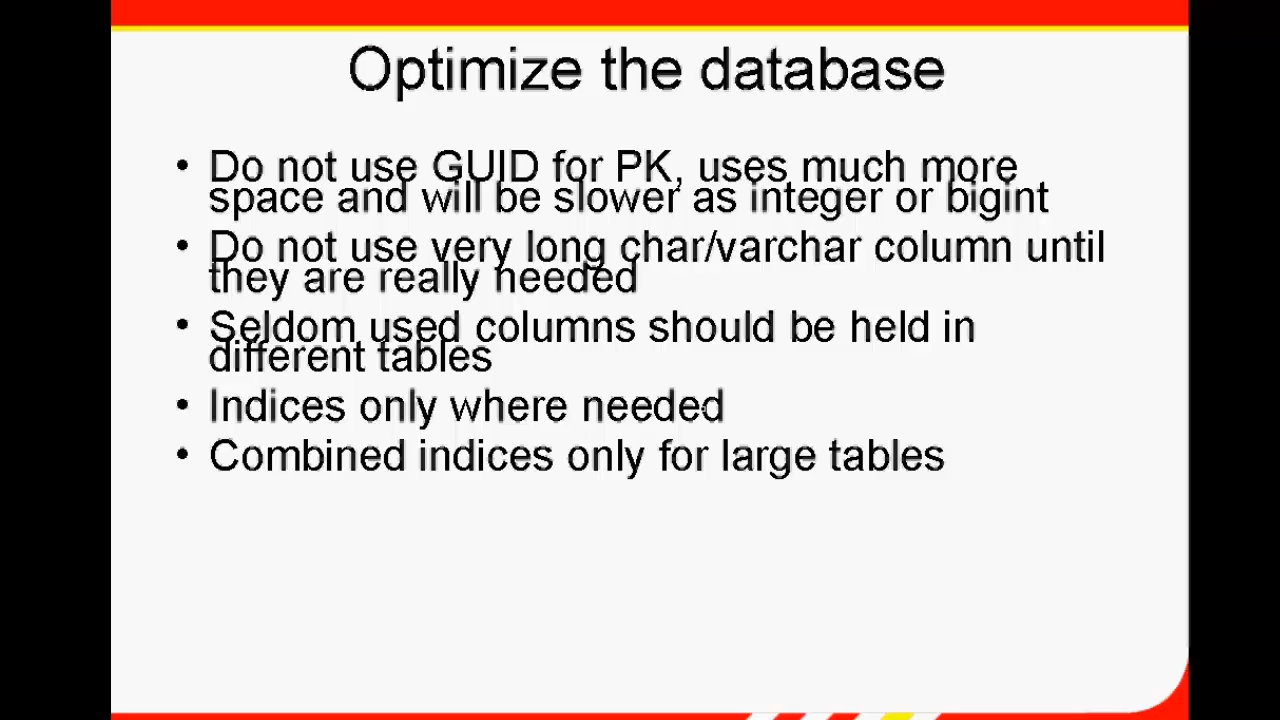 Optimize the database
• Do not use GUID for PK, uses much more
space and will be slower as integer or bigint
• Do not use very long char/varchar column until
they are really needed
• Seldom used columns should be held in
different tables
• Indices only where needed
• Combined indices only for large tables